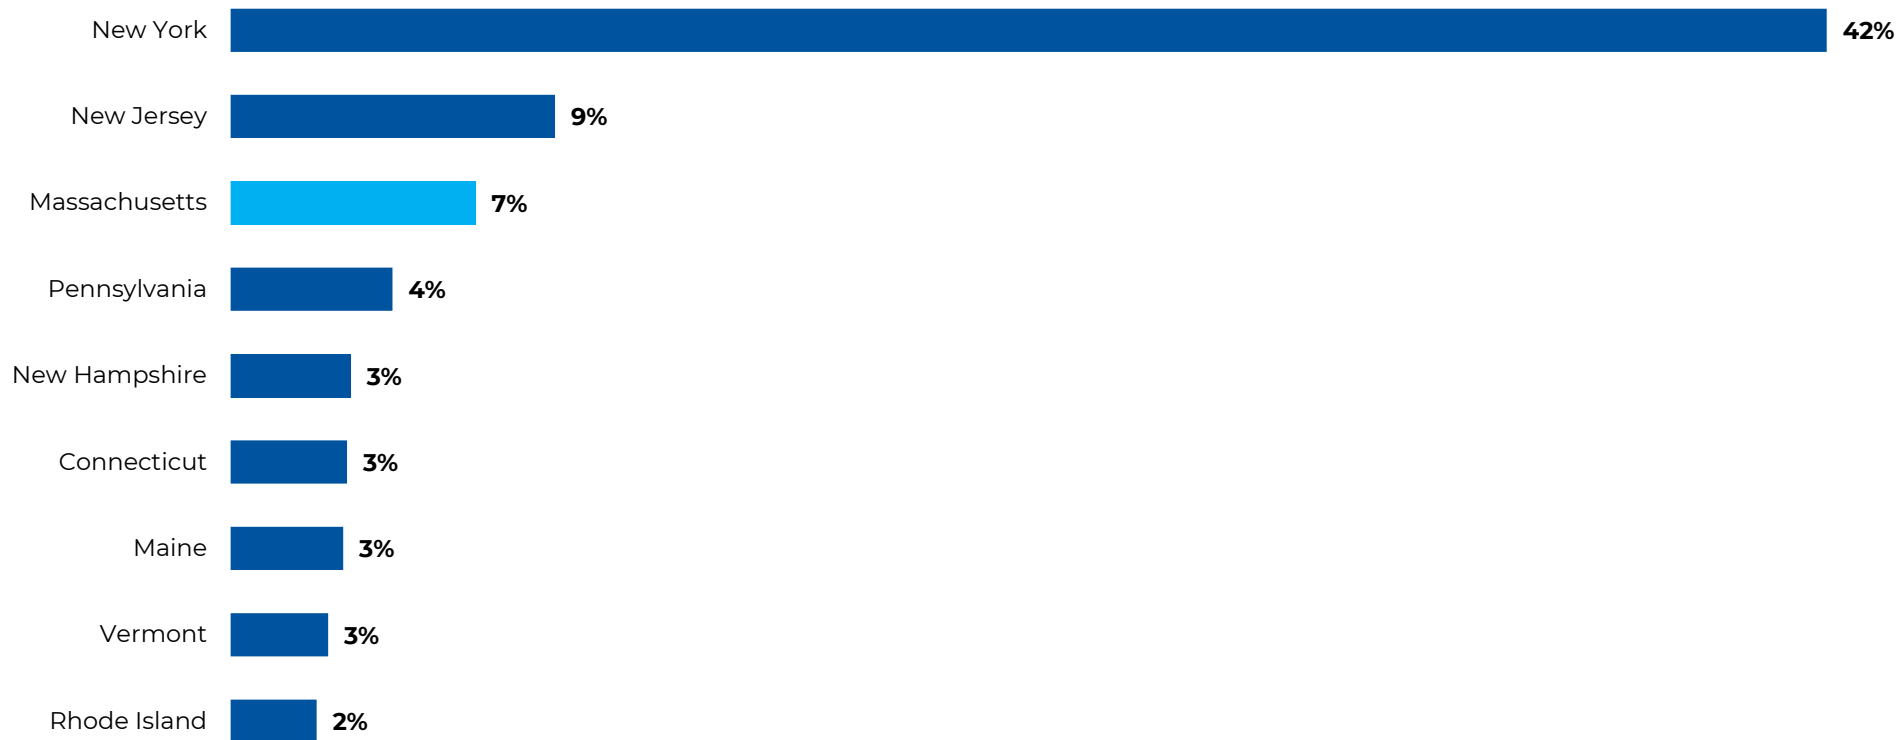 New York 42%
New Jersey 9%
Massachusetts 7%
Pennsylvania 4%
New Hampshire 3%
Connecticut 3%
Maine 3%
Vermont 3%
Rhode Island 2%